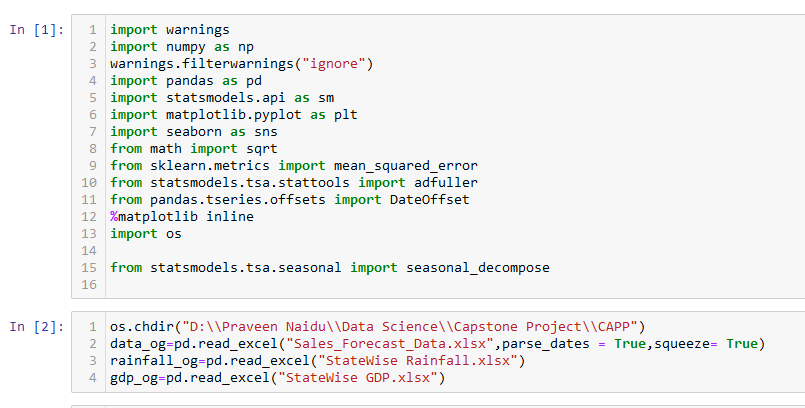 In [1]:
1 import warnings
2 import numpy as np
3 warnings.filterwarnings("ignore")
4 import pandas as pd
5 import statsmodels.api as sm
6 import matplotlib.pyplot as plt
7 import seaborn as sns
8 from math import sqrt
9 from sklearn.metrics import mean_squared_error
10 from statsmodels.tsa.stattools import adfuller
11 from pandas.tseries.offsets import DateOffset
12 %matplotlib inline
13 import os
14
15 from statsmodels.tsa.seasonal import seasonal_decompose
16
In [2]:
1 os.chdir("D:\\Praveen Naidu\\Data Science\\Capstone Project\\CAPP")
2 data_og=pd.read_excel("Sales_Forecast_Data.xlsx",parse_dates = True,squeeze= True)
3 rainfall_og=pd.read_excel("StateWise Rainfall.xlsx")
4 gdp_og=pd.read_excel("StateWise GDP.xlsx")